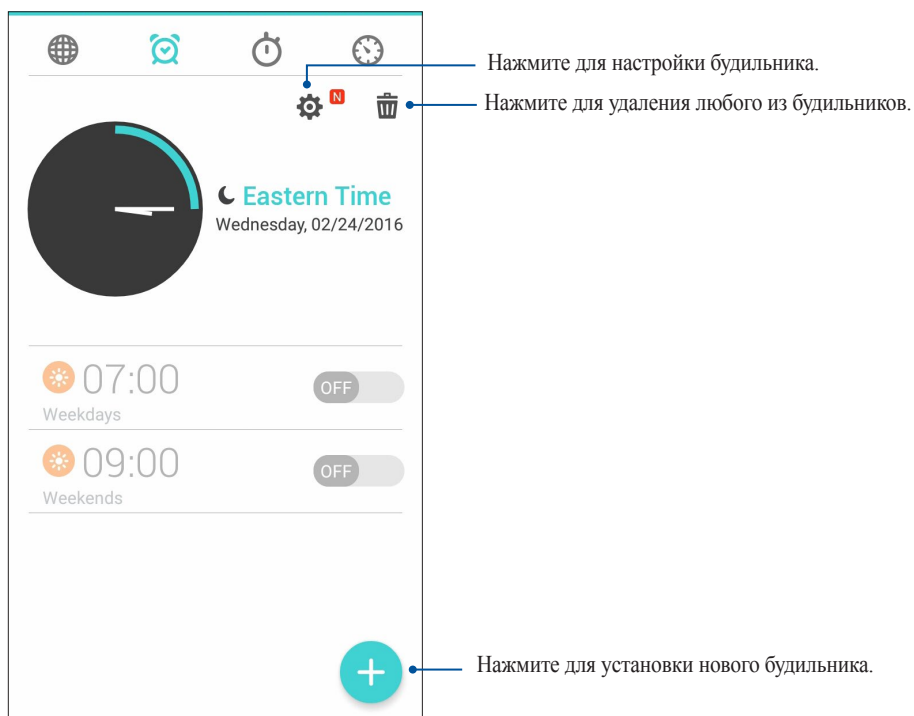 Нажмите для настройки будильника.
N
Нажмите для удаления любого из будильников.
Eastern Time
Wednesday, 02/24/2016
07:00
OFF
Weekdays
09:00
OFF
Weekends
Нажмите для установки нового будильника.